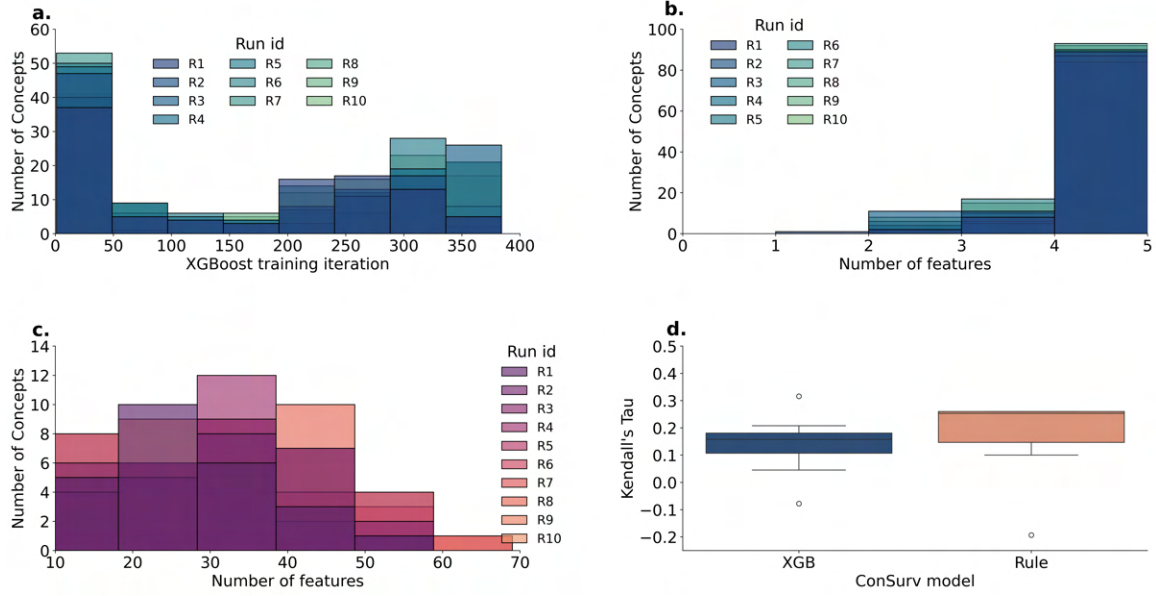 a.
60
50
40
30
20
10
0
Number of Concepts
Run id
R1 R5 R8
R2 R6 R9
R3 R7 R10
R4
0 50 100 150 200 250 300 350 400
XGBoost training iteration
b.
100
80
60
40
20
0
Number of Concepts
Run id
R1 R6
R2 R7
R3 R8
R4 R9
R5 R10
0 1 2 3 4 5
Number of features
c.
14
12
10
8
6
4
2
0
Number of Concepts
Run id
R1
R2
R3
R4
R5
R6
R7
R8
R9
R10
10 20 30 40 50 60 70
Number of features
d.
0.5
0.4
0.3
0.2
0.1
0.0
−0.1
−0.2
Kendall's Tau
XGB Rule
ConSurv model